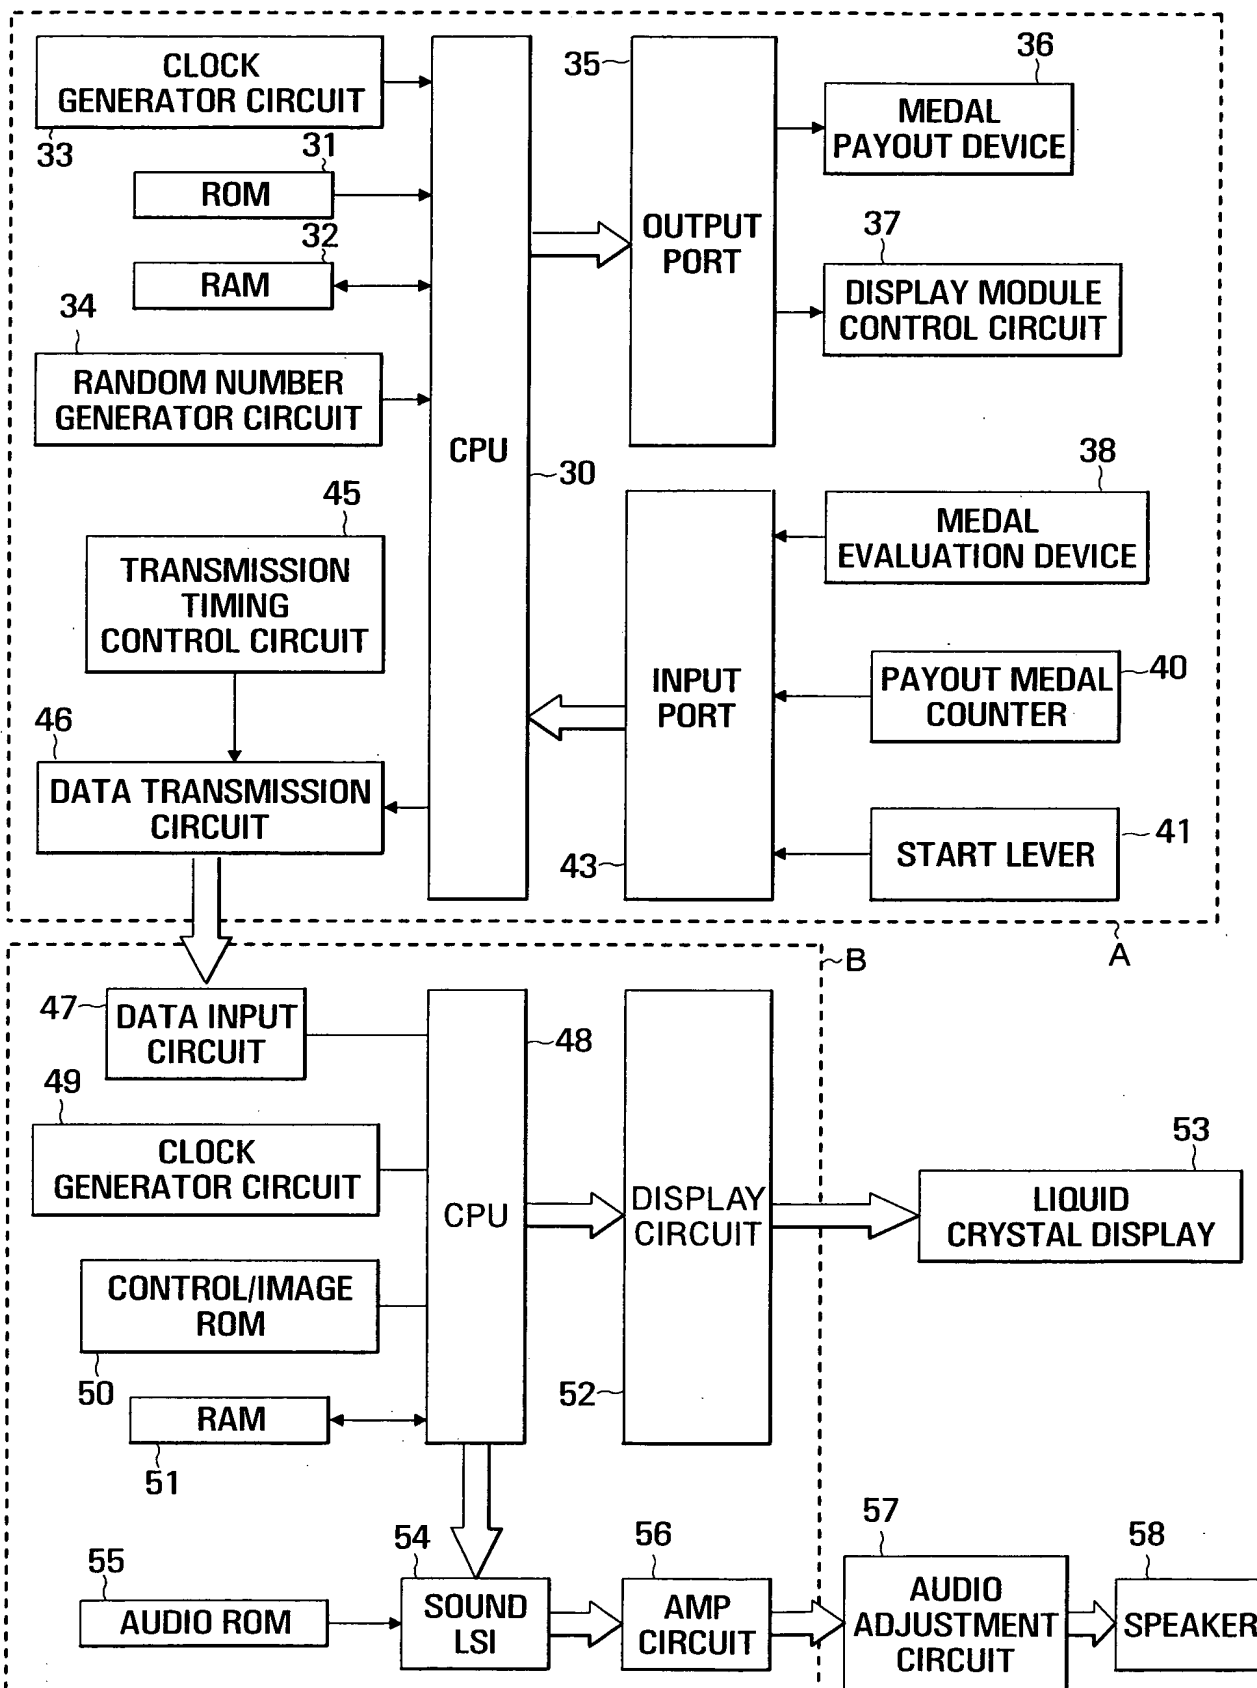 CLOCK
GENERATOR CIRCUIT
33
31
ROM
32
RAM
34
RANDOM NUMBER
GENERATOR CIRCUIT
CPU
30
35
OUTPUT
PORT
36
MEDAL
PAYOUT DEVICE
37
DISPLAY MODULE
CONTROL CIRCUIT
38
MEDAL
EVALUATION DEVICE
45
TRANSMISSION
TIMING
CONTROL CIRCUIT
INPUT
PORT
43
PAYOUT MEDAL
COUNTER
40
46
DATA TRANSMISSION
CIRCUIT
START LEVER
41
A
B
47
DATA INPUT
CIRCUIT
48
49
CLOCK
GENERATOR CIRCUIT
CPU
DISPLAY
CIRCUIT
52
53
LIQUID
CRYSTAL DISPLAY
CONTROL/IMAGE
ROM
50
RAM
51
55
AUDIO ROM
54
SOUND
LSI
56
AMP
CIRCUIT
57
AUDIO
ADJUSTMENT
CIRCUIT
58
SPEAKER